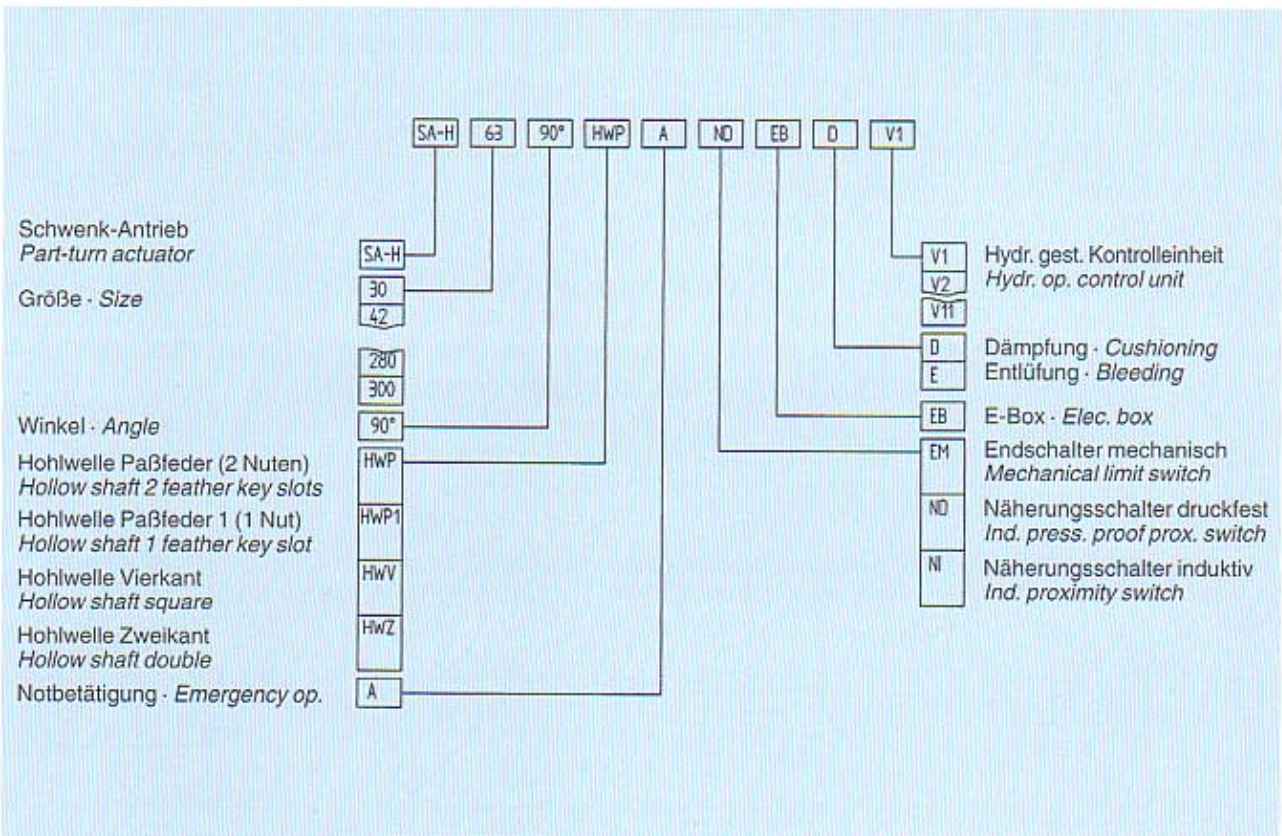 SA-H 63 90° HWP A ND EB D V1
Schwenk-Antrieb
Part-turn actuator
SA-H
Größe · Size
30
42
280
300
Winkel · Angle
90°
Hohlwelle Paßfeder (2 Nuten)
Hollow shaft 2 feather key slots
HWP
Hohlwelle Paßfeder 1 (1 Nut)
Hollow shaft 1 feather key slot
HWP1
Hohlwelle Vierkant
Hollow shaft square
HWV
Hohlwelle Zweikant
Hollow shaft double
HWZ
Notbetätigung · Emergency op.
A
V1 Hydr. gest. Kontrolleinheit
V2 Hydr. op. control unit
V11
D Dämpfung · Cushioning
E Entlüfung · Bleeding
EB E-Box · Elec. box
EM Endschalter mechanisch
Mechanical limit switch
ND Näherungsschalter druckfest
Ind. press. proof prox. switch
NI Näherungsschalter induktiv
Ind. proximity switch